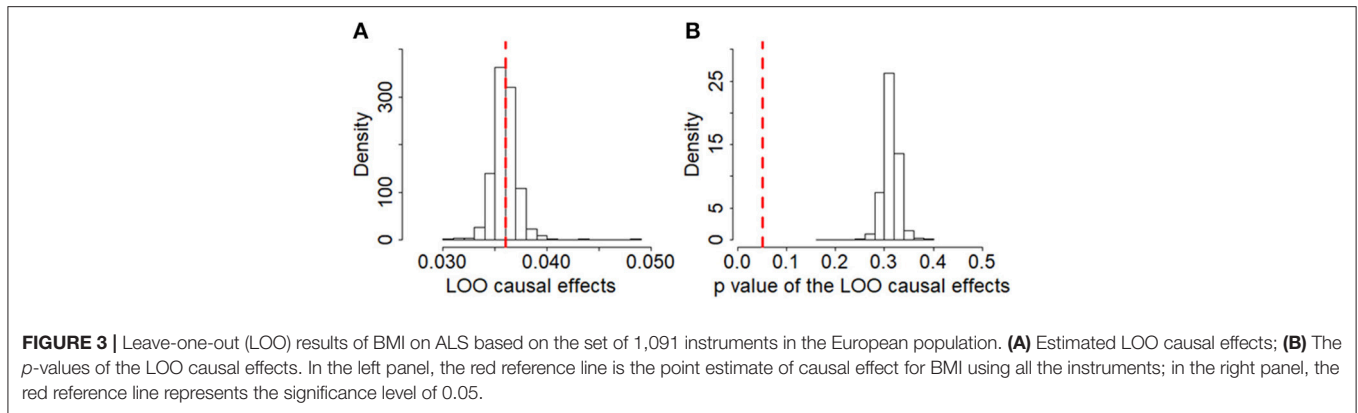 A
B
Density
300
100
0
0.030
0.040
0.050
LOO causal effects
Density
25
15
5
0
0.0
0.1
0.2
0.3
0.4
0.5
p value of the LOO causal effects
FIGURE 3 | Leave-one-out (LOO) results of BMI on ALS based on the set of 1,091 instruments in the European population. (A) Estimated LOO causal effects; (B) The
p-values of the LOO causal effects. In the left panel, the red reference line is the point estimate of causal effect for BMI using all the instruments; in the right panel, the
red reference line represents the significance level of 0.05.